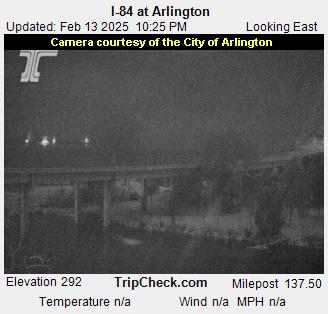 I-84 at Arlington
Updated: Feb 13 2025 10:25 PM Looking East
Camera courtesy of the City of Arlington
Elevation 292 TripCheck.com Milepost 137.50
Temperature n/a Wind n/a MPH n/a